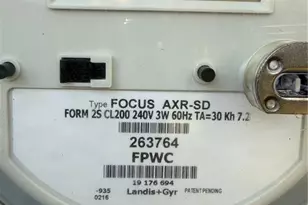 Type FOCUS AXR-SD
FORM 2S CL200 240V 3W 60Hz TA=30 Kh 7.2
263764
FPWC
19 176 694
-935 Landis+Gyr PATENT PENDING
0216